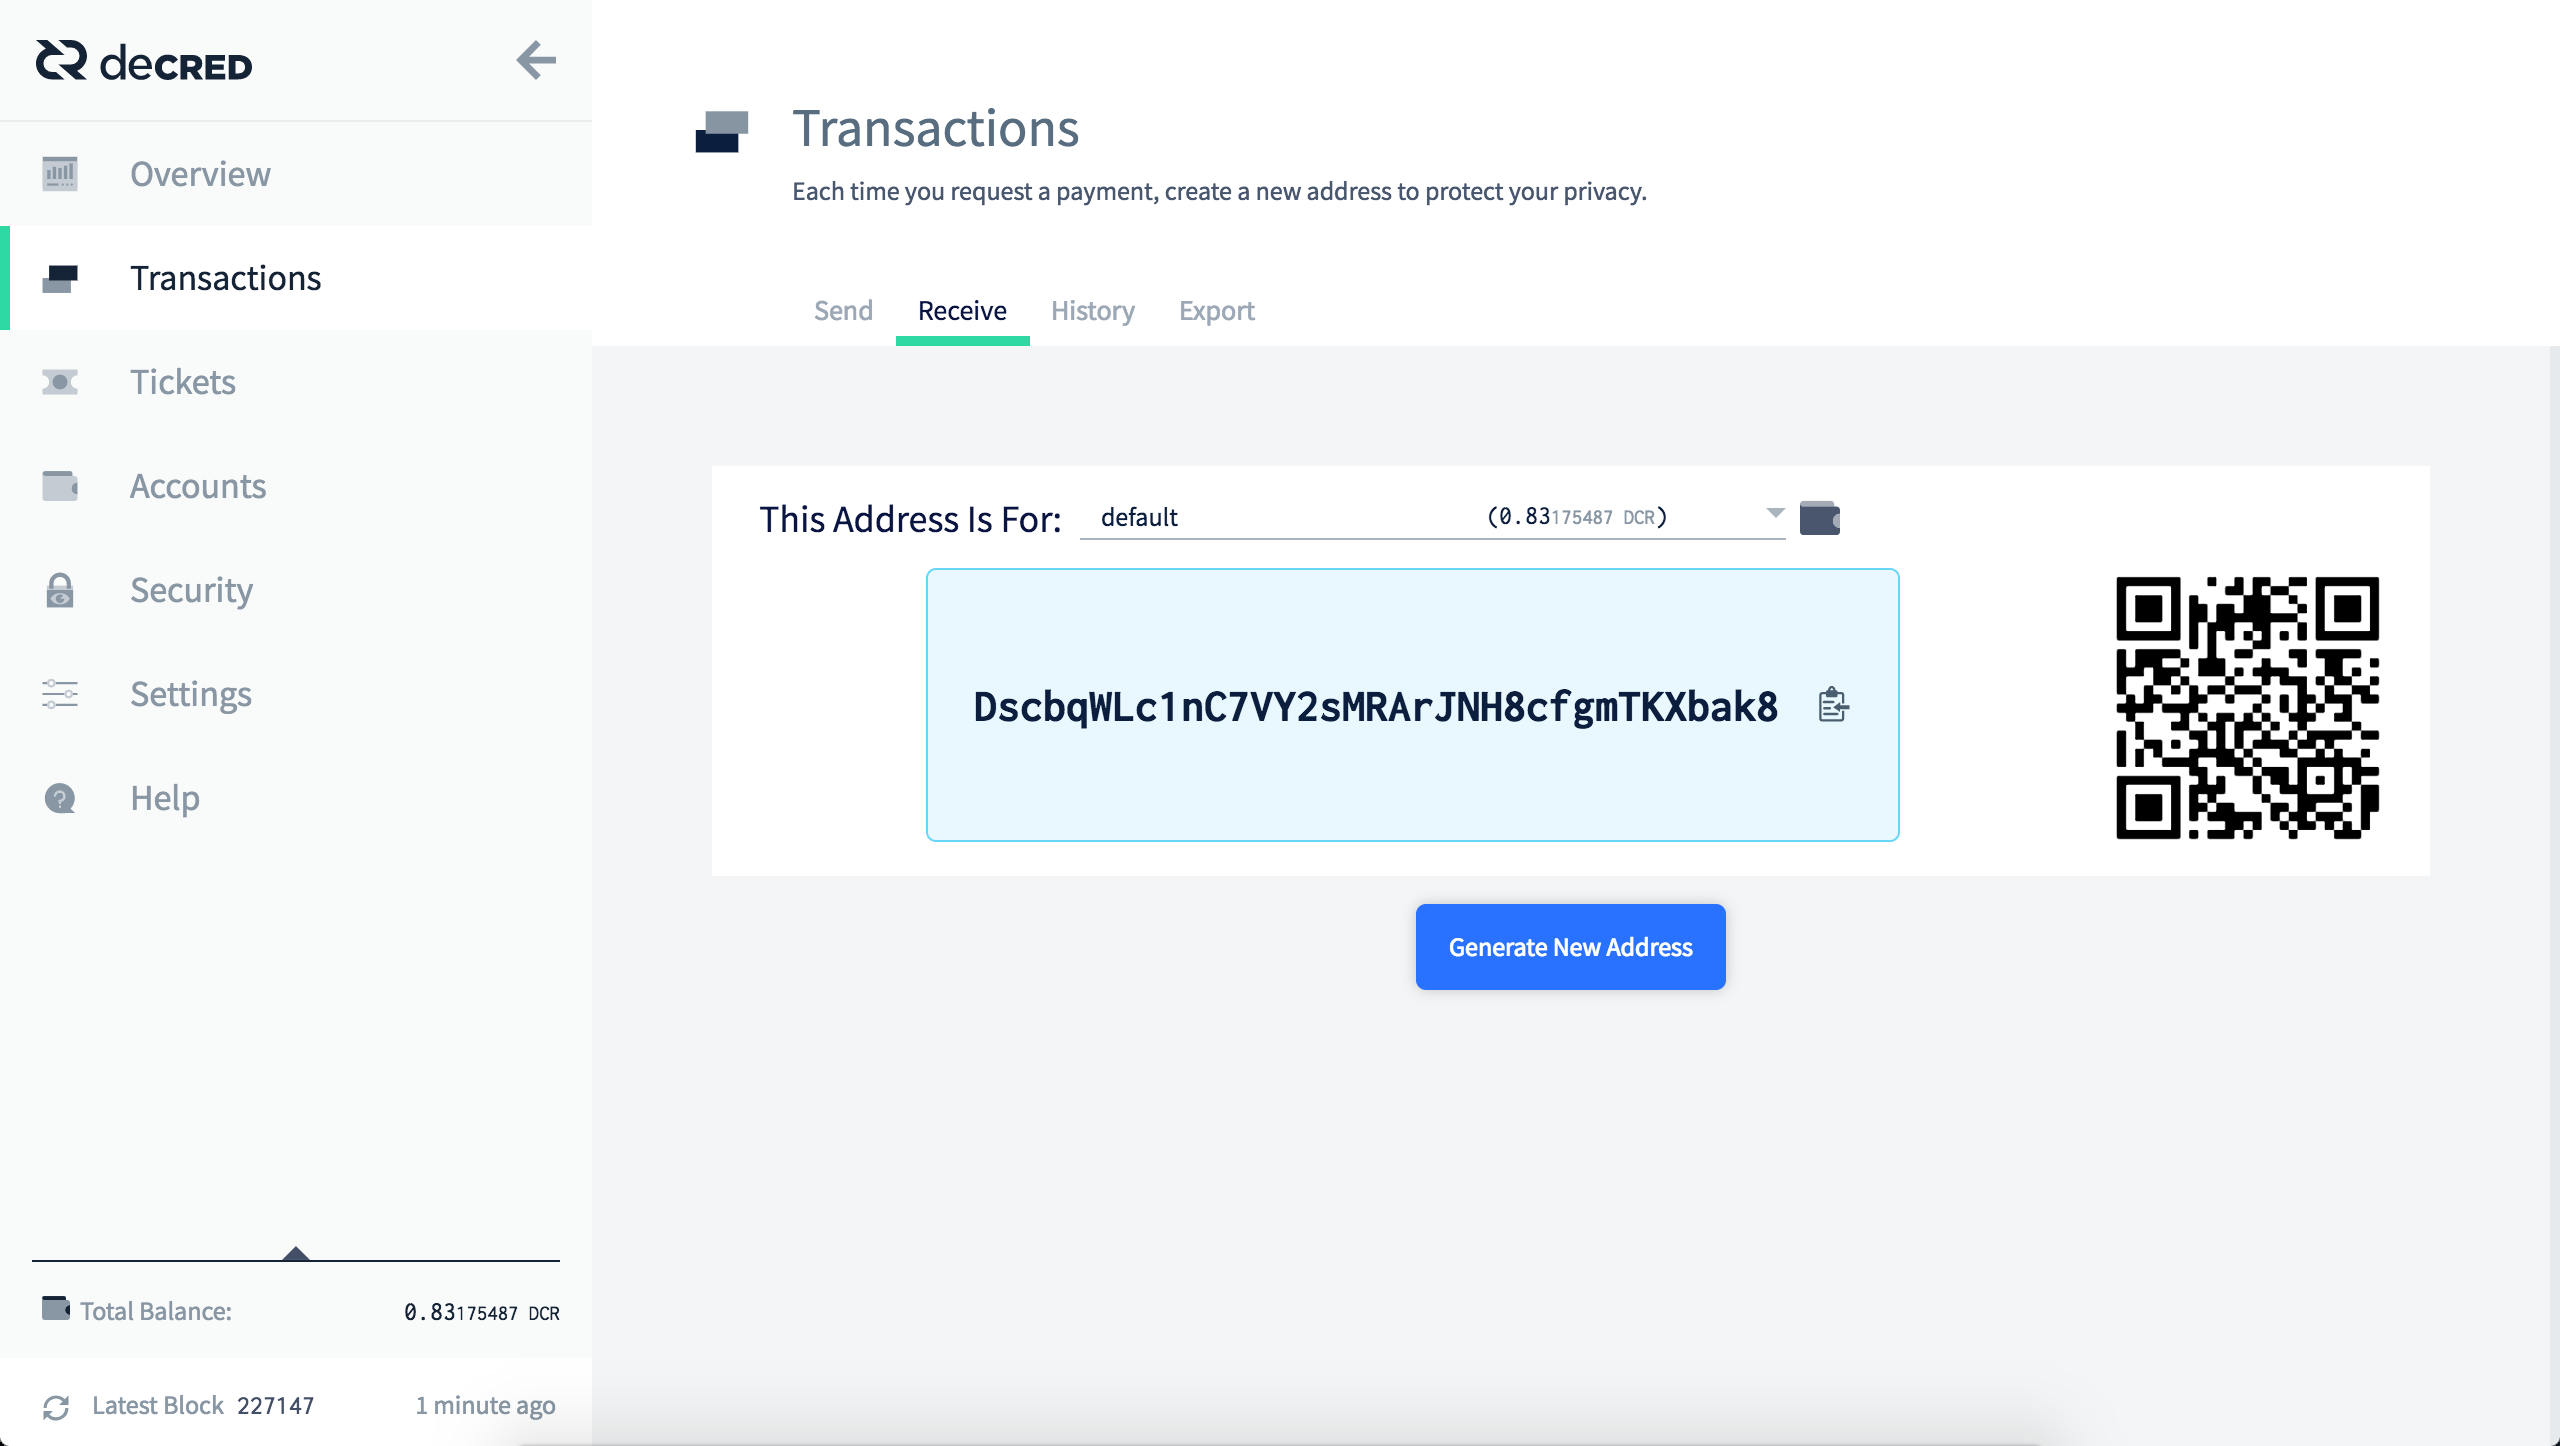 decred
Overview
Transactions
Tickets
Accounts
Security
Settings
Help
Total Balance: 0.83175487 DCR
Latest Block 227147 1 minute ago
Transactions
Each time you request a payment, create a new address to protect your privacy.
Send Receive History Export
This Address Is For: default (0.83175487 DCR)
DscbqWLc1nC7VY2sMRArJNH8cfgmTKXbak8
Generate New Address